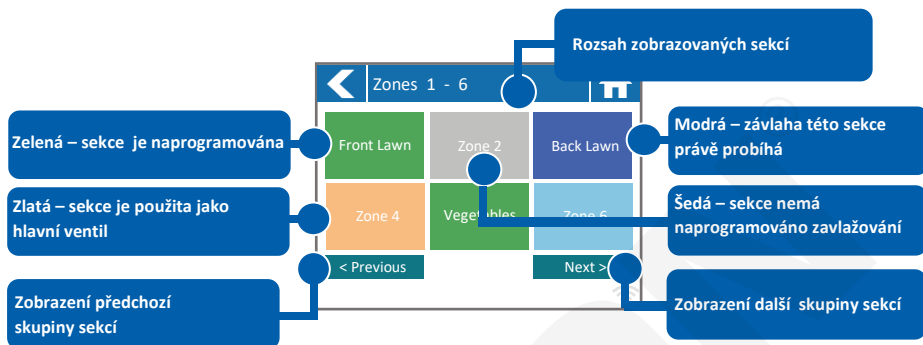 Rozsah zobrazovaných sekcí
Zones 1 - 6
Zelená – sekce je naprogramována
Front Lawn
Zone 2
Back Lawn
Modrá – závlaha této sekce
právě probíhá
Zlatá – sekce je použita jako
hlavní ventil
Zone 4
Vegetables
Zone 6
Šedá – sekce nemá
naprogramováno zavlažování
< Previous
Next >
Zobrazení předchozí
skupiny sekcí
Zobrazení další skupiny sekcí